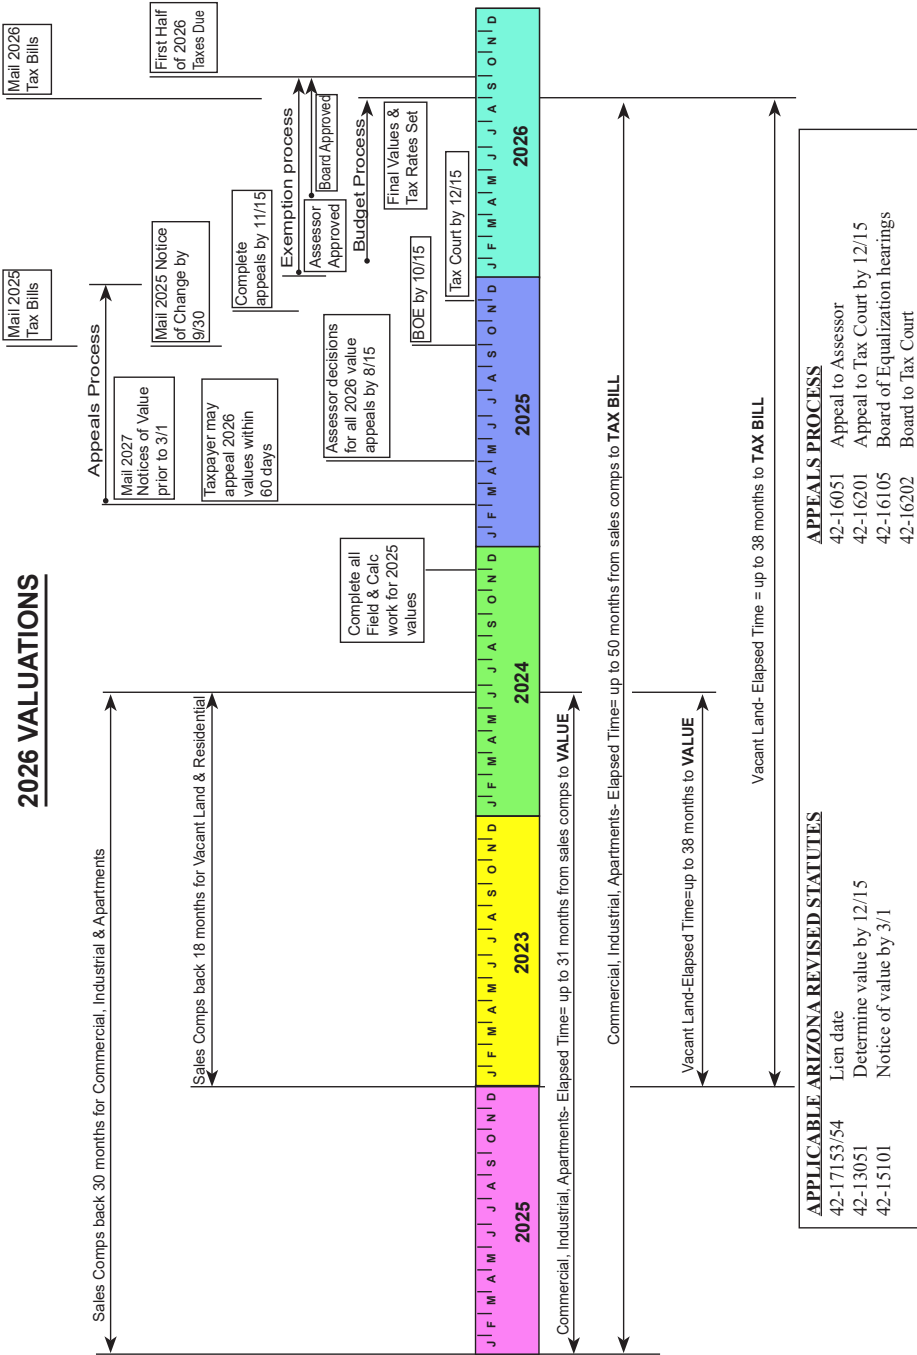 2026 VALUATIONS
Mail 2025
Tax Bills
Mail 2026
Tax Bills
Appeals Process
Mail 2027
Notices of Value
prior to 3/1
Mail 2025 Notice
of Change by
9/30
First Half
of 2026
Taxes Due
Taxpayer may
appeal 2026
values within
60 days
Complete
appeals by 11/15
Exemption process
Assessor
Approved
Board Approved
Budget Process
Assessor decisions
for all 2026 value
appeals by 8/15
Final Values &
Tax Rates Set
BOE by 10/15
Tax Court by 12/15
Complete all
Field & Calc
work for 2025
values
Sales Comps back 30 months for Commercial, Industrial & Apartments
Sales Comps back 18 months for Vacant Land & Residential
J F M A M J J A S O N D J F M A M J J A S O N D J F M A M J J A S O N D J F M A M J J A S O N D J F M A M J J A S O N D
2025 2023 2024 2025 2026
Commercial, Industrial, Apartments- Elapsed Time= up to 31 months from sales comps to VALUE
Commercial, Industrial, Apartments- Elapsed Time= up to 50 months from sales comps to TAX BILL
Vacant Land-Elapsed Time=up to 38 months to VALUE
Vacant Land- Elapsed Time = up to 38 months to TAX BILL
APPLICABLE ARIZONA REVISED STATUTES
42-17153/54 Lien date
42-13051 Determine value by 12/15
42-15101 Notice of value by 3/1
APPEALS PROCESS
42-16051 Appeal to Assessor
42-16201 Appeal to Tax Court by 12/15
42-16105 Board of Equalization hearings
42-16202 Board to Tax Court